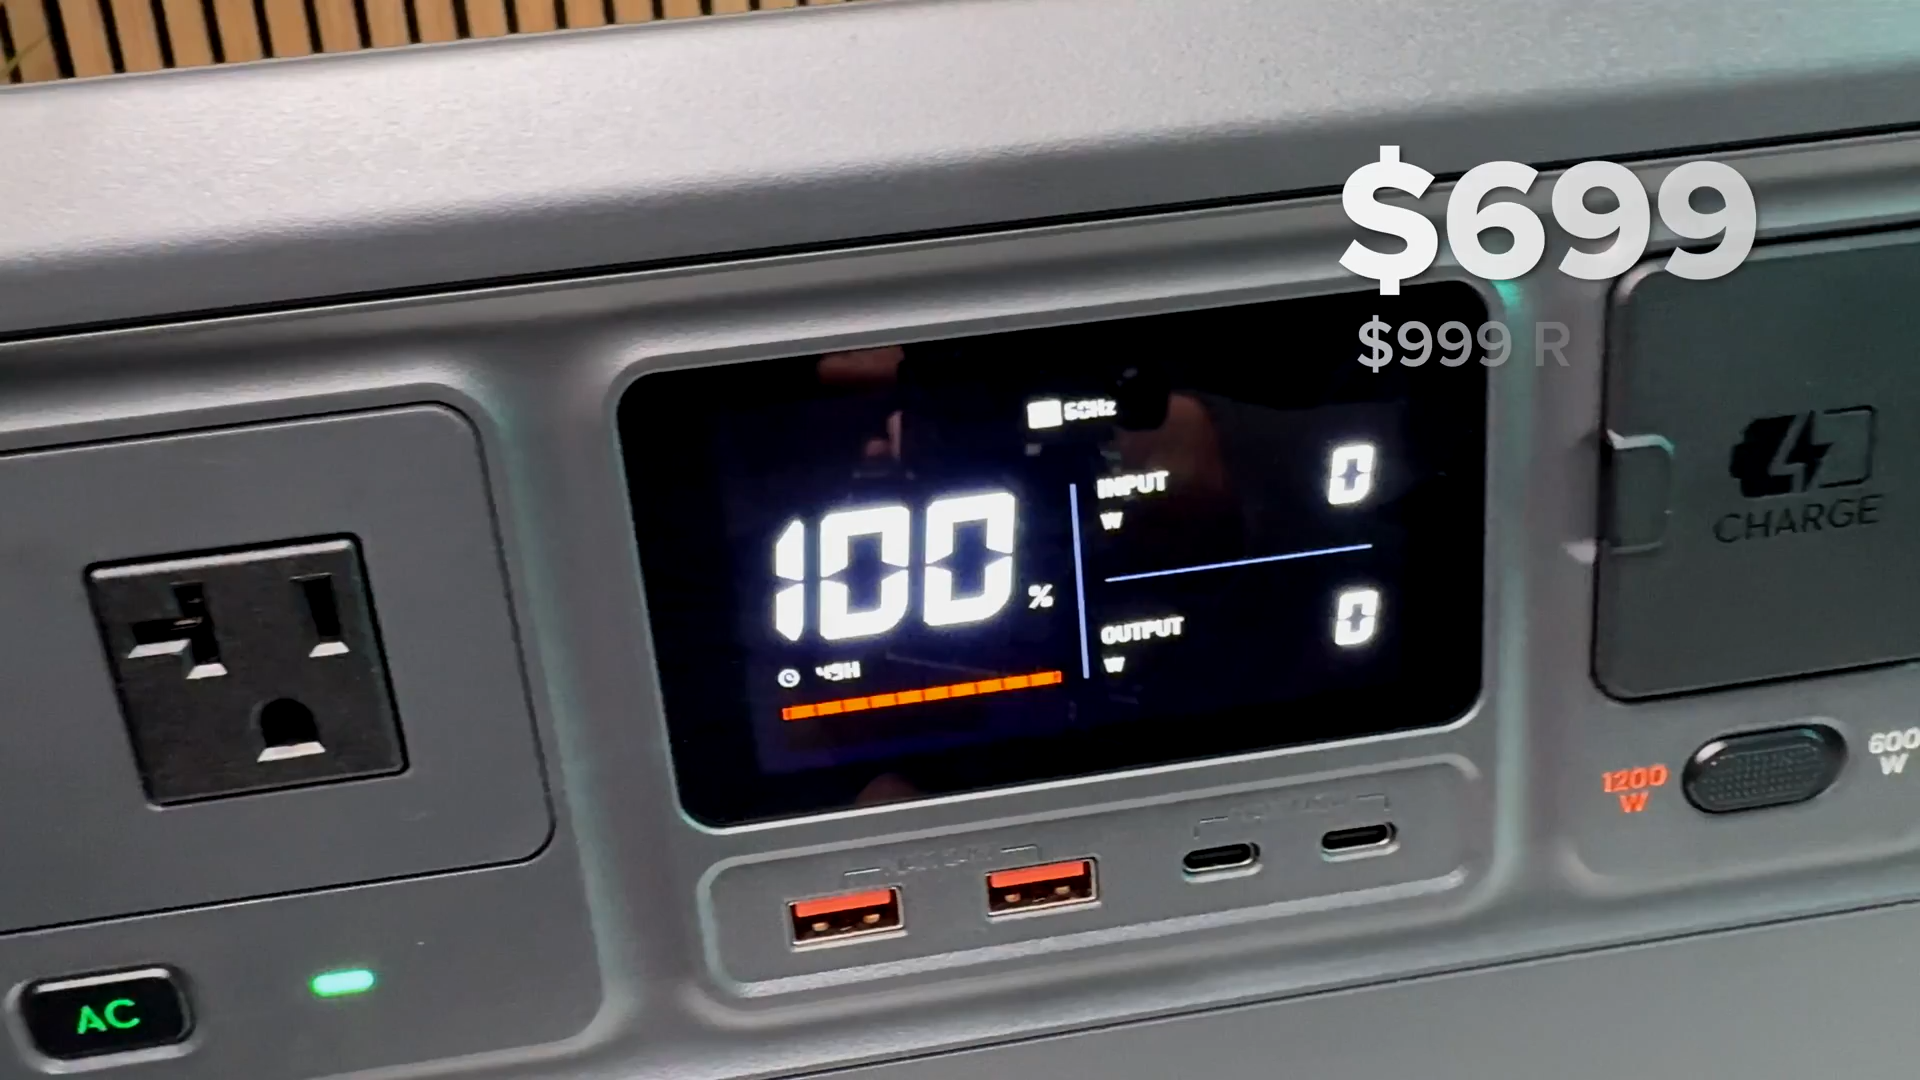 $699
$999 R
60Hz
100 %
INPUT
W
0
OUTPUT
W
0
CHARGE
1200
W
600
W
AC